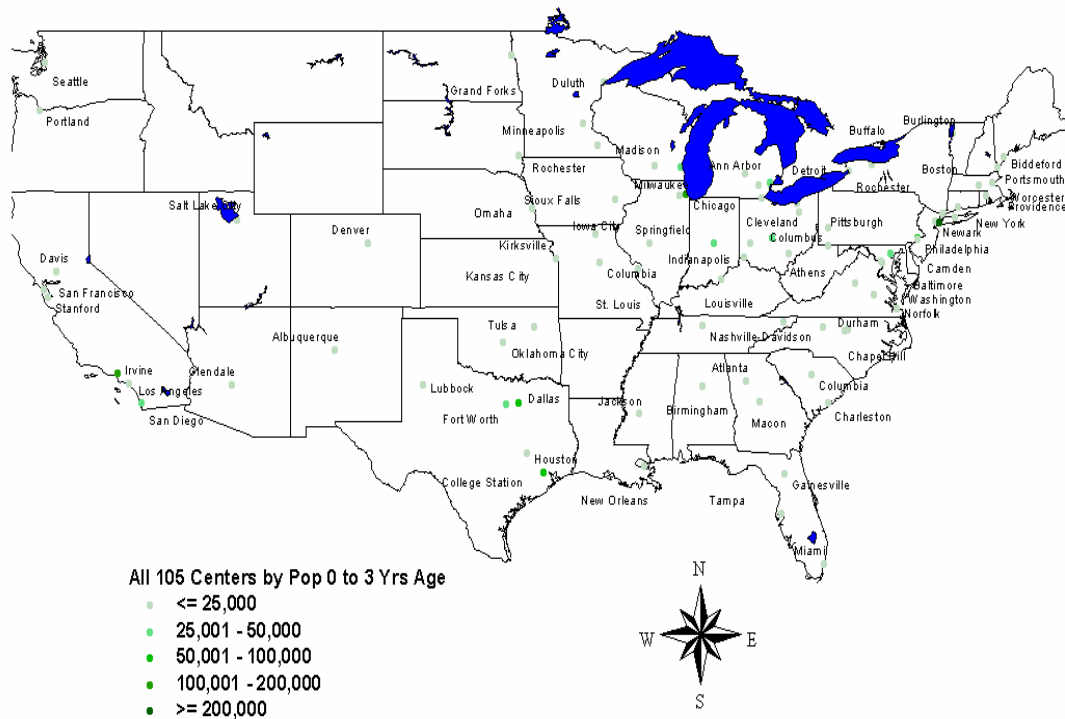 Seattle
Portland
Grand Forks
Duluth
Minneapolis
Rochester
Madison
Milwaukee
Ann Arbor
Detroit
Buffalo
Rochester
Burlington
Boston
Biddeford
Portsmouth
Worcester
Providence
New York
Newark
Philadelphia
Camden
Baltimore
Washington
Norfolk
Pittsburgh
Cleveland
Columbus
Athens
Chicago
Sioux Falls
Omaha
Iowa City
Springfield
Indianapolis
Kirksville
Kansas City
Columbia
St. Louis
Louisville
Salt Lake City
Denver
Davis
San Francisco
Stanford
Irvine
Los Angeles
San Diego
Glendale
Albuquerque
Tulsa
Oklahoma City
Lubbock
Fort Worth
Dallas
Houston
College Station
New Orleans
Jackson
Birmingham
Nashville-Davidson
Durham
Chapel Hill
Atlanta
Macon
Columbia
Charleston
Gainesville
Tampa
Miami
All 105 Centers by Pop 0 to 3 Yrs Age
<= 25,000
25,001 - 50,000
50,001 - 100,000
100,001 - 200,000
>= 200,000
N
W
E
S